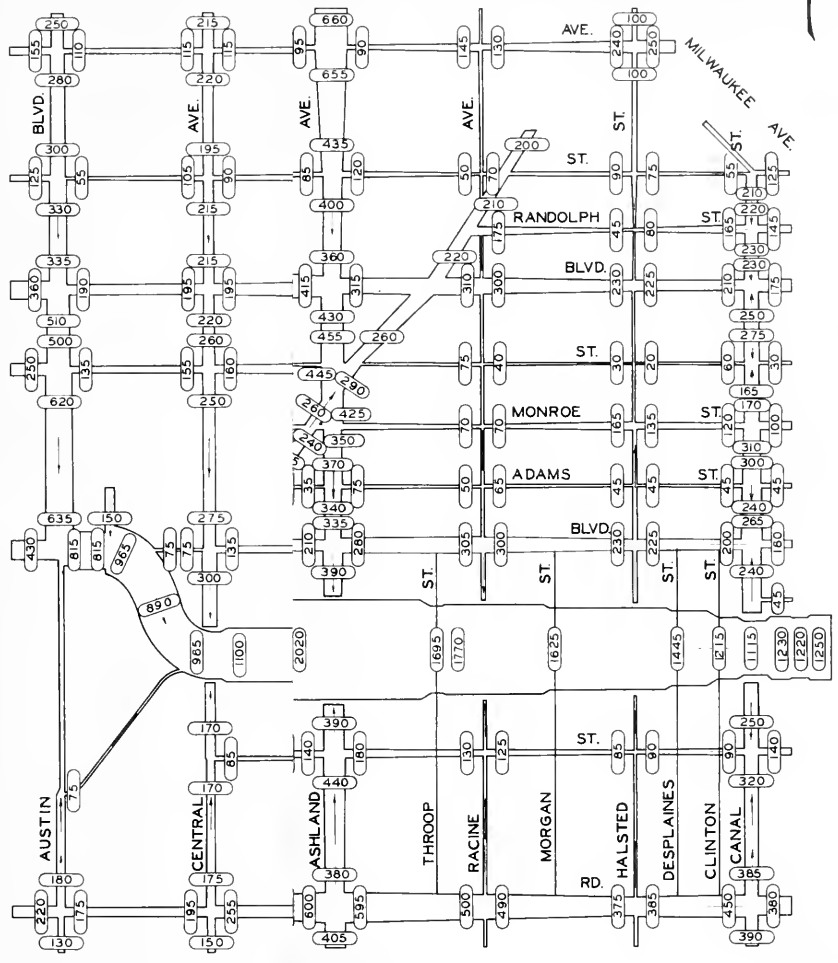 250 215 660 100
155 110 115 15 95 90 45 130 AVE. 240 250
280 220 655 100
MILWAUKEE AVE.
BLVD. AVE. AVE. AVE. ST. ST.
300 195 435 200
125 55 105 90 85 120 50 70 ST. 90 75 55 125
330 215 400 210 210
RANDOLPH ST.
175 45 80 165 220 145
335 215 360 220 230
BLVD.
360 190 195 195 415 315 310 300 230 225 210 230 175
510 220 430 250
500 260 455 260 275
250 135 155 160 445 290 75 40 ST. 30 20 60 30
620 250 260 425 165
170
240 350 70 70 MONROE 165 135 ST. 120 100
310
370 300
35 75 50 65 ADAMS 45 45 ST. 45 45
340 240
635 150 275 335 BLVD. 265
430 815 815 965 75 75 135 210 280 305 300 230 225 200 180
300 390 240
ST. ST. ST. ST.
890 45
985 1100 2020 1695 1770 1625 1445 1215 1115 1230 1220 1250
170 390 250
85 140 180 130 125 ST. 85 90 90 140
75 170 440 320
AUSTIN CENTRAL ASHLAND THROOP RACINE MORGAN HALSTED DESPLAINES CLINTON CANAL
180 175 380 385
RD.
220 175 195 255 600 595 500 490 375 385 450 380
130 150 405 390